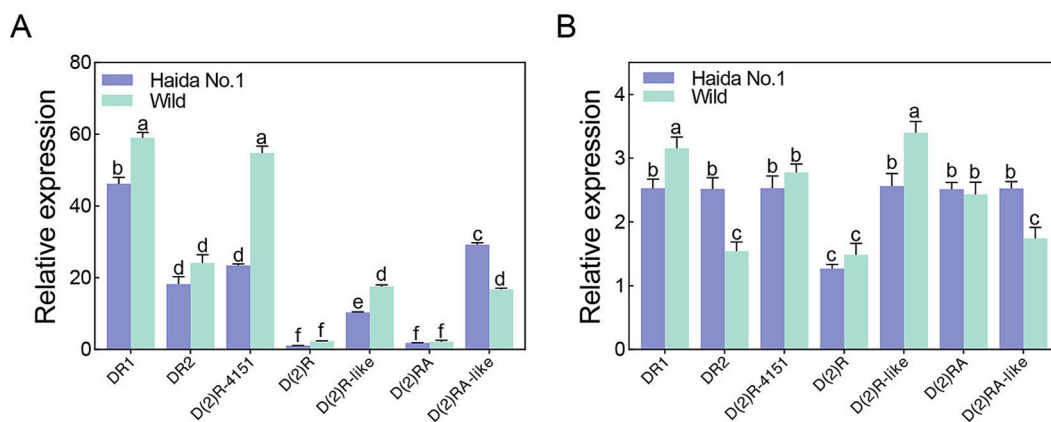 A
Relative expression
80
60
40
20
0
Haida No.1
Wild
b a d d d a f f e d f f c d
DR1
DR2
D(2)R-4151
D(2)R
D(2)R-like
D(2)RA
D(2)RA-like
B
Relative expression
4
3
2
1
0
Haida No.1
Wild
b a b c b b c c b a b b b c
DR1
DR2
D(2)R-4151
D(2)R
D(2)R-like
D(2)RA
D(2)RA-like